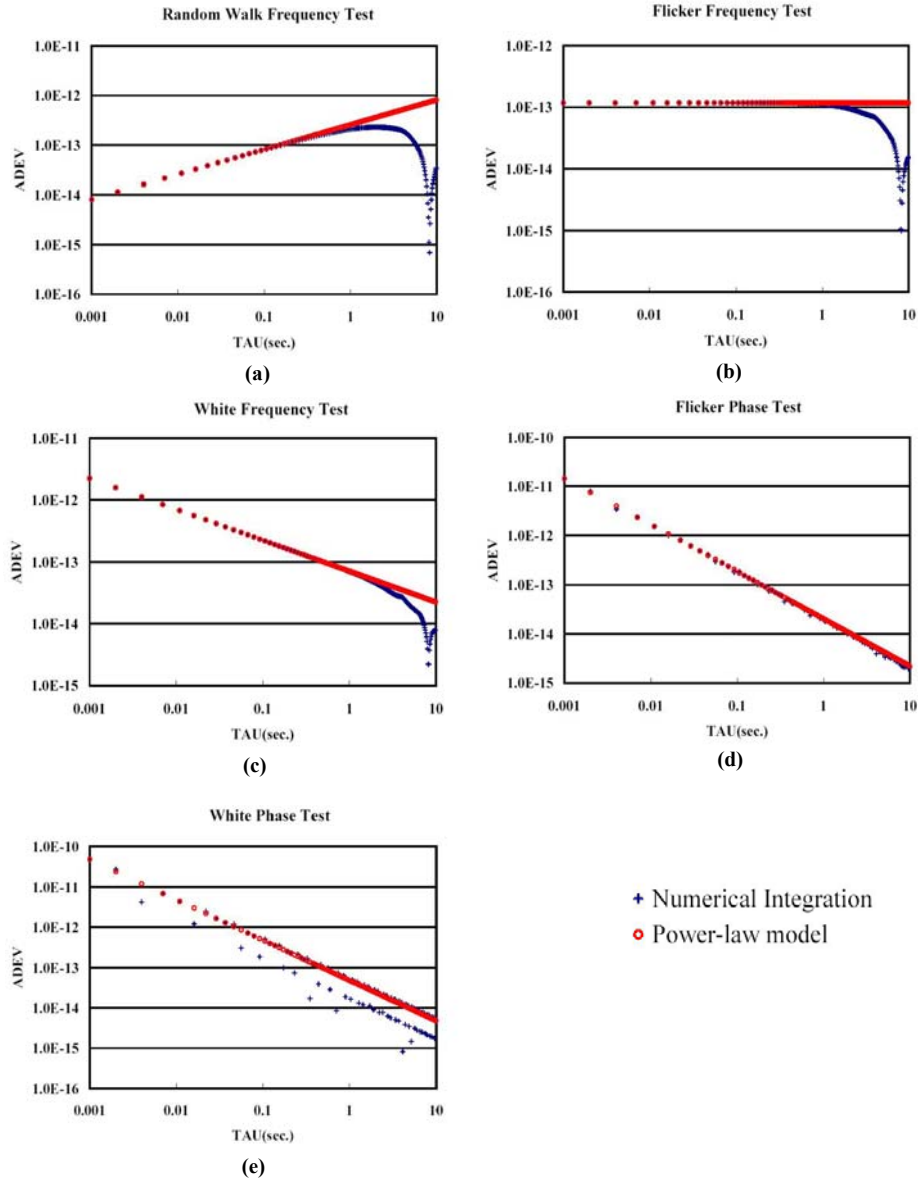 Random Walk Frequency Test
1.0E-11
1.0E-12
1.0E-13
1.0E-14
1.0E-15
1.0E-16
ADEV
0.001 0.01 0.1 1 10
TAU(sec.)
(a)
Flicker Frequency Test
1.0E-12
1.0E-13
1.0E-14
1.0E-15
1.0E-16
ADEV
0.001 0.01 0.1 1 10
TAU(sec.)
(b)
White Frequency Test
1.0E-11
1.0E-12
1.0E-13
1.0E-14
1.0E-15
ADEV
0.001 0.01 0.1 1 10
TAU(sec.)
(c)
Flicker Phase Test
1.0E-10
1.0E-11
1.0E-12
1.0E-13
1.0E-14
1.0E-15
ADEV
0.001 0.01 0.1 1 10
TAU(sec.)
(d)
White Phase Test
1.0E-10
1.0E-11
1.0E-12
1.0E-13
1.0E-14
1.0E-15
1.0E-16
ADEV
0.001 0.01 0.1 1 10
TAU(sec.)
(e)
Numerical Integration
Power-law model